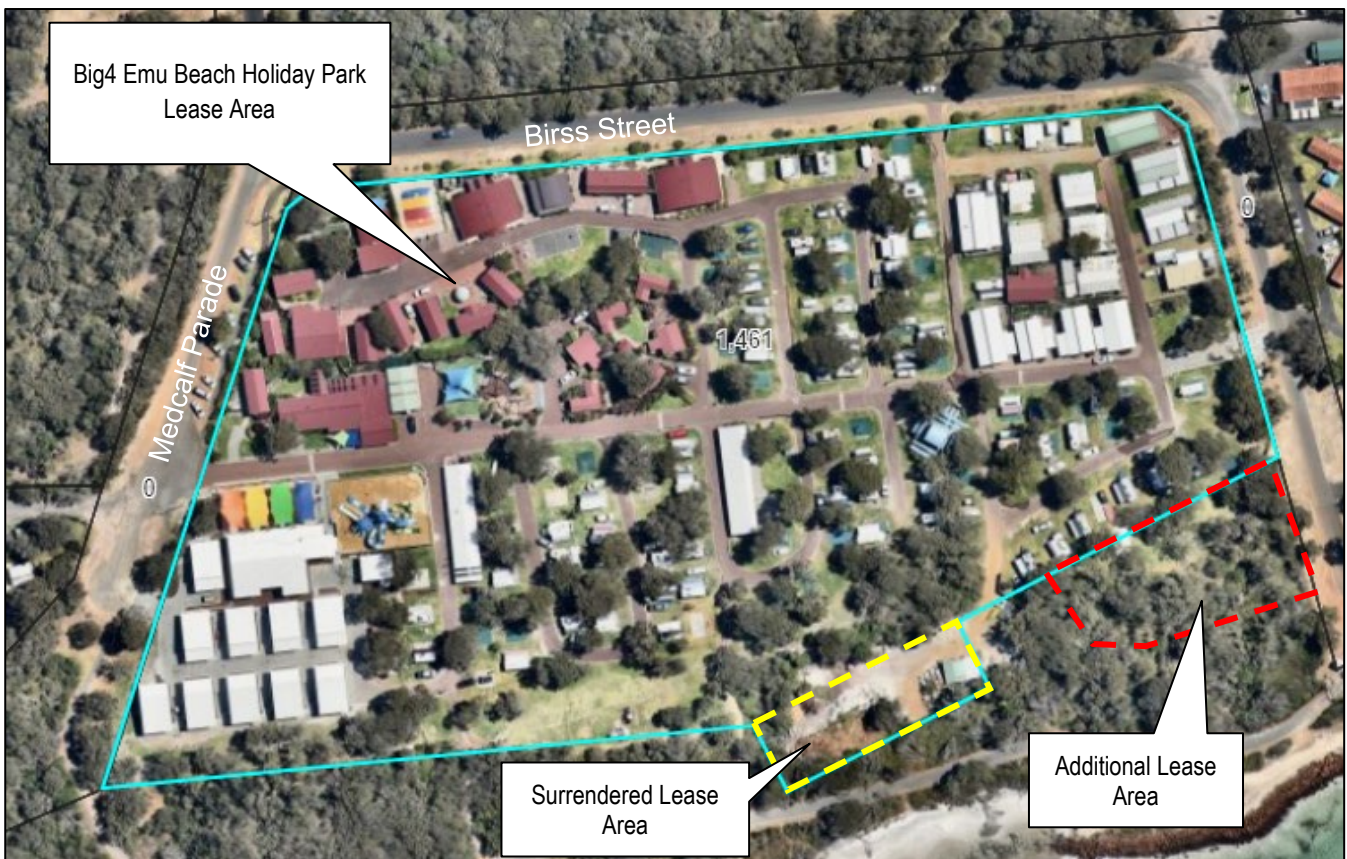 Big4 Emu Beach Holiday Park
Lease Area
Birss Street
Medcalf Parade
0
0
1,461
Surrendered Lease
Area
Additional Lease
Area